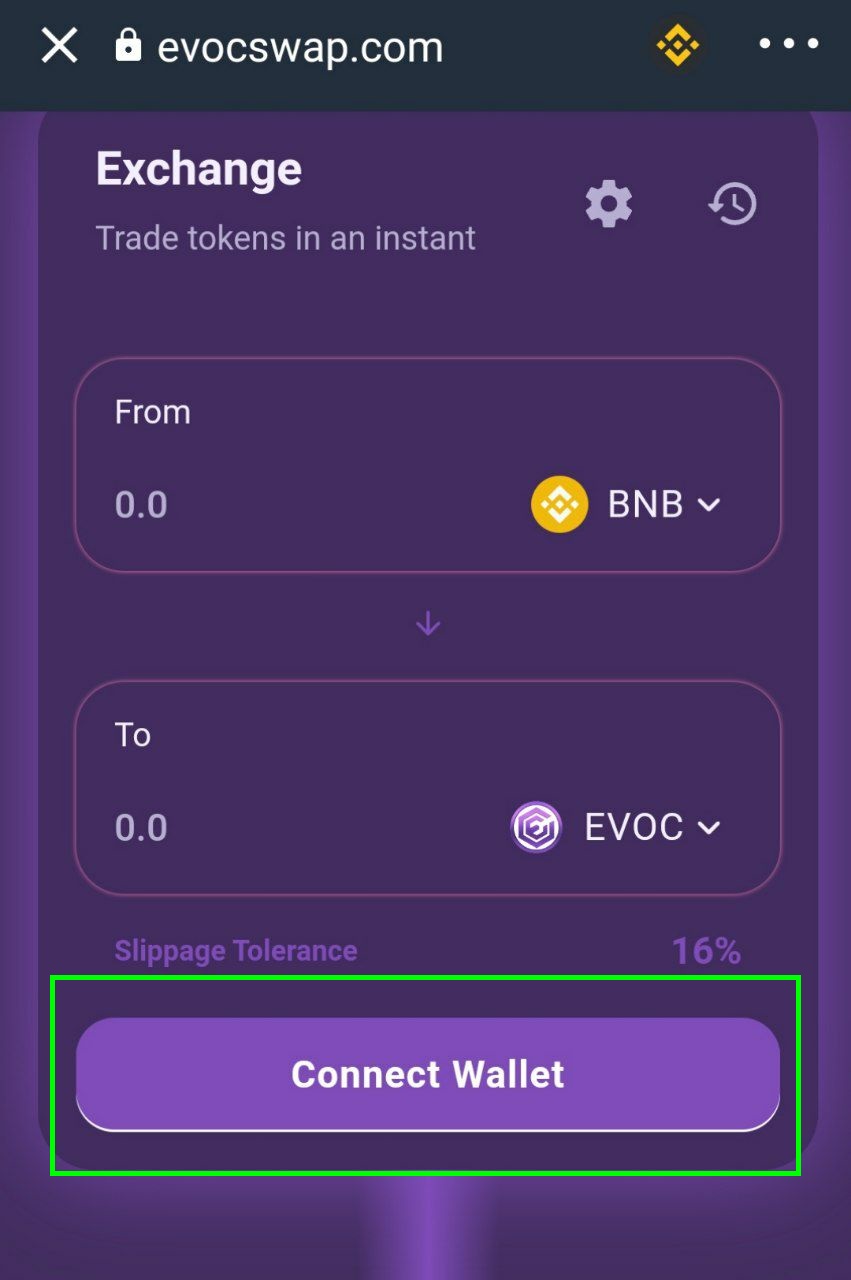 evocswap.com
Exchange
Trade tokens in an instant
From
0.0 BNB
To
0.0 EVOC
Slippage Tolerance 16%
Connect Wallet